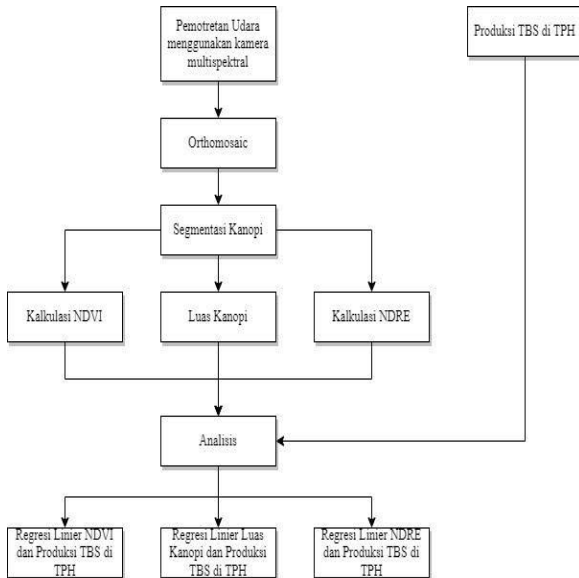 Pemotretan Udara
menggunakan kamera
multispektral
Produksi TBS di TPH
Orthomosaic
Segmentasi Kanopi
Kalkulasi NDVI
Luas Kanopi
Kalkulasi NDRE
Analisis
Regresi Linier NDVI
dan Produksi TBS di
TPH
Regresi Linier Luas
Kanopi dan Produksi
TBS di TPH
Regresi Linier NDRE
dan Produksi TBS di
TPH